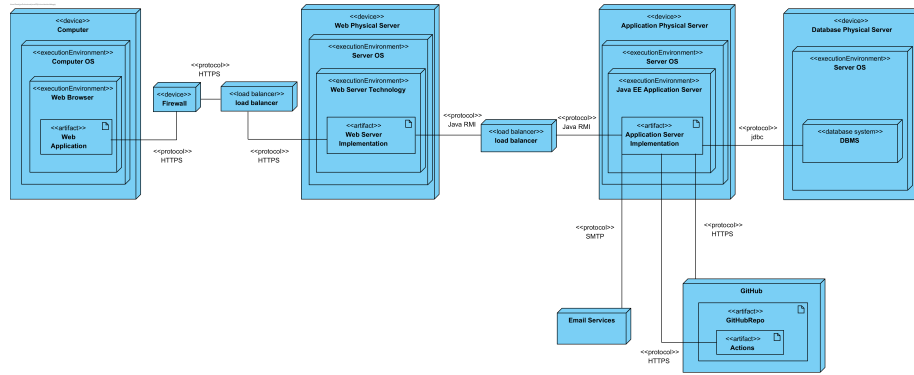 <<device>>
Computer
<<executionEnvironment>>
Computer OS
<<executionEnvironment>>
Web Browser
<<artifact>>
Web
Application
<<protocol>>
HTTPS
<<device>>
Firewall
<<protocol>>
HTTPS
<<load balancer>>
load balancer
<<protocol>>
HTTPS
<<device>>
Web Physical Server
<<executionEnvironment>>
Server OS
<<executionEnvironment>>
Web Server Technology
<<artifact>>
Web Server
Implementation
<<protocol>>
Java RMI
<<load balancer>>
load balancer
<<protocol>>
Java RMI
<<device>>
Application Physical Server
<<executionEnvironment>>
Server OS
<<executionEnvironment>>
Java EE Application Server
<<artifact>>
Application Server
Implementation
<<protocol>>
jdbc
<<device>>
Database Physical Server
<<executionEnvironment>>
Server OS
<<database system>>
DBMS
<<protocol>>
SMTP
<<protocol>>
HTTPS
Email Services
GitHub
<<artifact>>
GitHubRepo
<<artifact>>
Actions
<<protocol>>
HTTPS